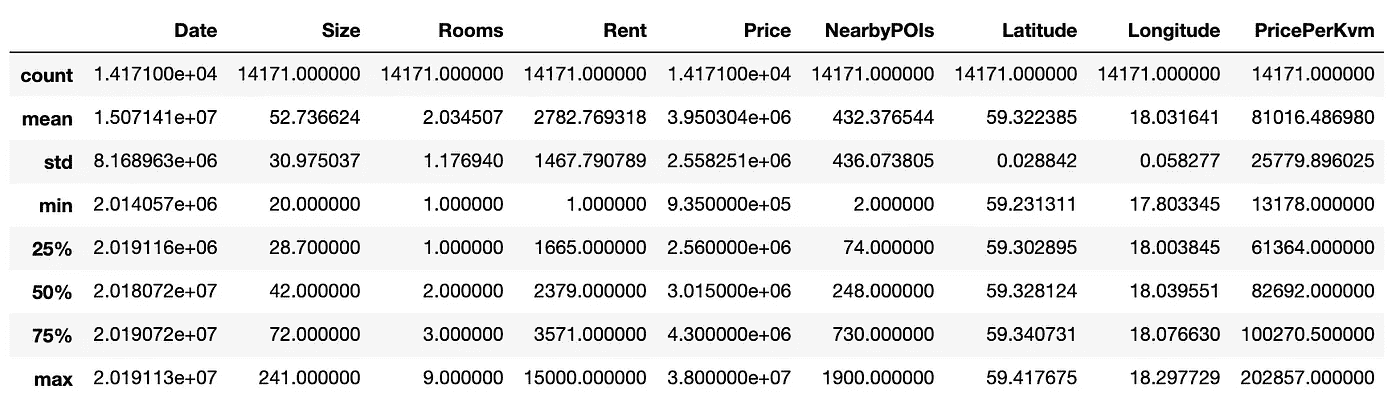 Date Size Rooms Rent Price NearbyPOIs Latitude Longitude PricePerKvm
count 1.417100e+04 14171.000000 14171.000000 14171.000000 1.417100e+04 14171.000000 14171.000000 14171.000000 14171.000000
mean 1.507141e+07 52.736624 2.034507 2782.769318 3.950304e+06 432.376544 59.322385 18.031641 81016.486980
std 8.168963e+06 30.975037 1.176940 1467.790789 2.558251e+06 436.073805 0.028842 0.058277 25779.896025
min 2.014057e+06 20.000000 1.000000 1.000000 9.350000e+05 2.000000 59.231311 17.803345 13178.000000
25% 2.019116e+06 28.700000 1.000000 1665.000000 2.560000e+06 74.000000 59.302895 18.003845 61364.000000
50% 2.018072e+07 42.000000 2.000000 2379.000000 3.015000e+06 248.000000 59.328124 18.039551 82692.000000
75% 2.019072e+07 72.000000 3.000000 3571.000000 4.300000e+06 730.000000 59.340731 18.076630 100270.500000
max 2.019113e+07 241.000000 9.000000 15000.000000 3.800000e+07 1900.000000 59.417675 18.297729 202857.000000